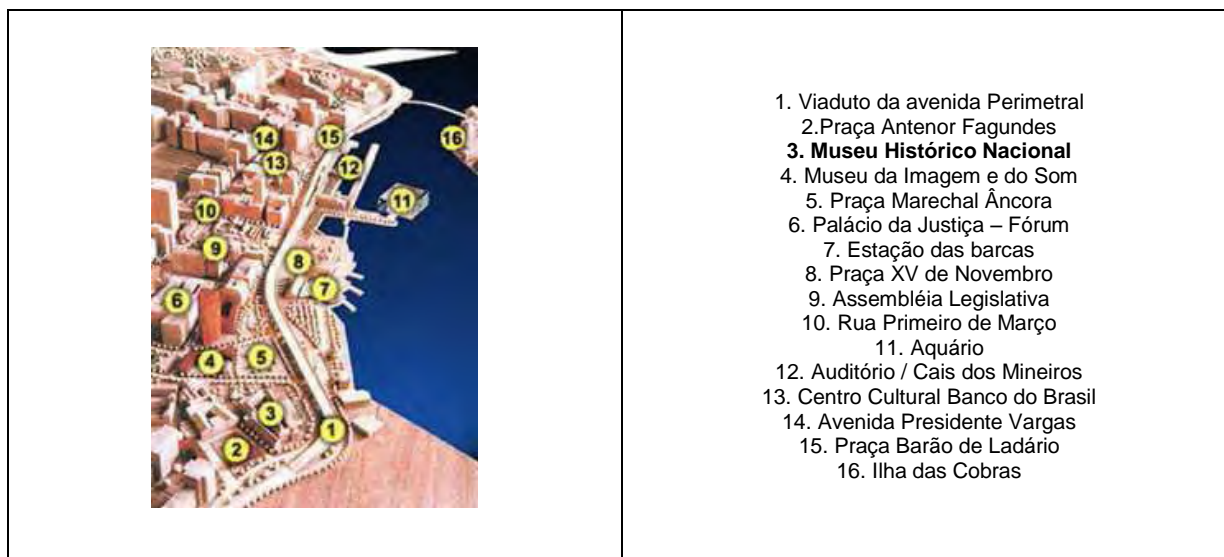 14
15
16
13
12
11
10
9
8
7
6
5
4
3
2
1
1. Viaduto da avenida Perimetral
2.Praça Antenor Fagundes
3. Museu Histórico Nacional
4. Museu da Imagem e do Som
5. Praça Marechal Âncora
6. Palácio da Justiça – Fórum
7. Estação das barcas
8. Praça XV de Novembro
9. Assembléia Legislativa
10. Rua Primeiro de Março
11. Aquário
12. Auditório / Cais dos Mineiros
13. Centro Cultural Banco do Brasil
14. Avenida Presidente Vargas
15. Praça Barão de Ladário
16. Ilha das Cobras